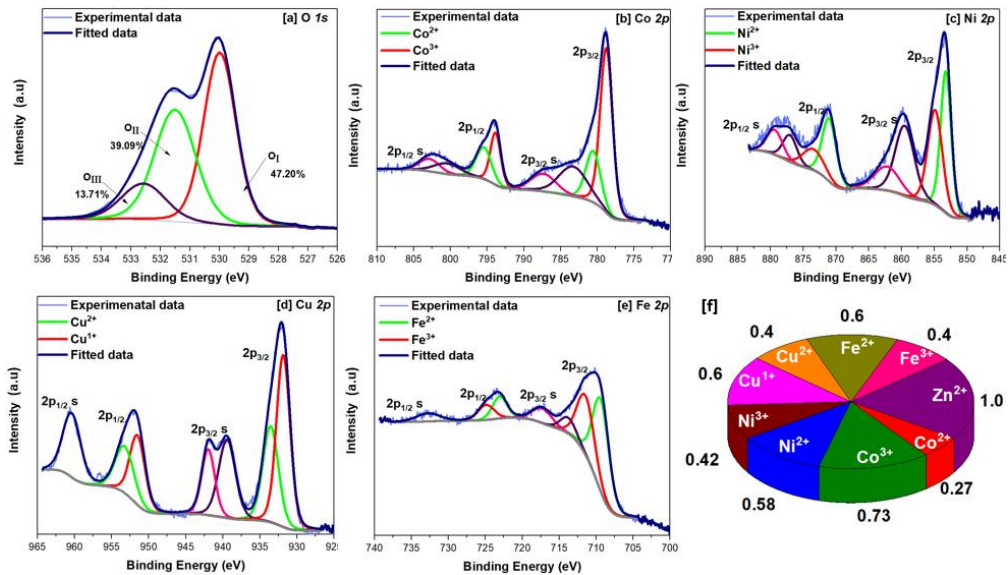 [a] O 1s
Experimental data
Fitted data
OII
39.09%
OIII
13.71%
OI
47.20%
Intensity (a.u)
536 535 534 533 532 531 530 529 528 527 526
Binding Energy (eV)
[b] Co 2p
Experimental data
Co2+
Co3+
Fitted data
2p3/2
2p1/2
2p1/2 s
2p3/2 s
Intensity (a.u)
810 805 800 795 790 785 780 775 770
Binding Energy (eV)
[c] Ni 2p
Experimental data
Ni2+
Ni3+
Fitted data
2p3/2
2p1/2
2p1/2 s
2p3/2 s
Intensity (a.u)
890 885 880 875 870 865 860 855 850 845
Binding Energy (eV)
[d] Cu 2p
Experimenatal data
Cu2+
Cu1+
Fitted data
2p3/2
2p1/2 s
2p1/2
2p3/2 s
Intensity (a.u)
965 960 955 950 945 940 935 930 925
Binding Energy (eV)
[e] Fe 2p
Experimental data
Fe2+
Fe3+
Fitted data
2p3/2
2p1/2
2p1/2 s
2p3/2 s
Intensity (a.u)
740 735 730 725 720 715 710 705 700
Binding Energy (eV)
[f]
0.6
0.4
0.4
0.6
1.0
0.42
0.27
0.58
0.73
Fe2+
Cu2+
Fe3+
Cu1+
Zn2+
Ni3+
Ni2+
Co3+
Co2+